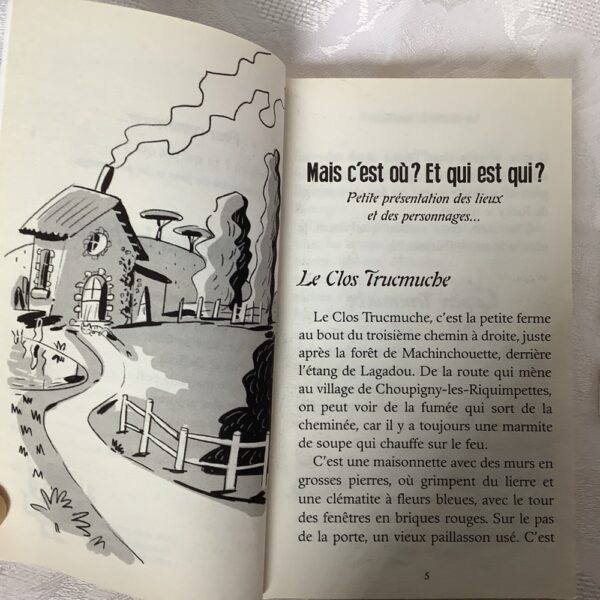 Mais c'est où ? Et qui est qui ?
Petite présentation des lieux
et des personnages...
Le Clos Trucmuche
Le Clos Trucmuche, c'est la petite ferme
au bout du troisième chemin à droite, juste
après la forêt de Machinchouette, derrière
l'étang de Lagadou. De la route qui mène
au village de Choupigny-les-Riquimpettes,
on peut voir de la fumée qui sort de la
cheminée, car il y a toujours une marmite
de soupe qui chauffe sur le feu.
C'est une maisonnette avec des murs en
grosses pierres, où grimpent du lierre et
une clématite à fleurs bleues, avec le tour
des fenêtres en briques rouges. Sur le pas
de la porte, un vieux paillasson usé. C'est
5